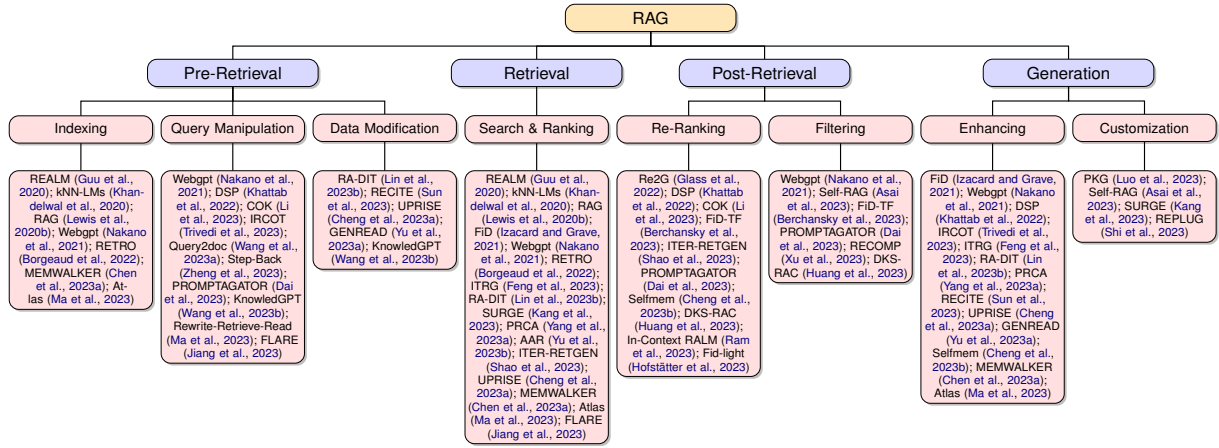 RAG
Pre-Retrieval
Retrieval
Post-Retrieval
Generation
Indexing
Query Manipulation
Data Modification
Search & Ranking
Re-Ranking
Filtering
Enhancing
Customization
REALM (Guu et al.,
2020); kNN-LMs (Khan-
delwal et al., 2020);
RAG (Lewis et al.,
2020b); Webgpt (Nakano
et al., 2021); RETRO
(Borgeaud et al., 2022);
MEMWALKER (Chen
et al., 2023a); At-
las (Ma et al., 2023)
Webgpt (Nakano et al.,
2021); DSP (Khattab
et al., 2022); COK (Li
et al., 2023); IRCOT
(Trivedi et al., 2023);
Query2doc (Wang et al.,
2023a); Step-Back
(Zheng et al., 2023);
PROMPTAGATOR (Dai
et al., 2023); KnowledGPT
(Wang et al., 2023b);
Rewrite-Retrieve-Read
(Ma et al., 2023); FLARE
(Jiang et al., 2023)
RA-DIT (Lin et al.,
2023b); RECITE (Sun
et al., 2023); UPRISE
(Cheng et al., 2023a);
GENREAD (Yu et al.,
2023a); KnowledGPT
(Wang et al., 2023b)
REALM (Guu et al.,
2020); kNN-LMs (Khan-
delwal et al., 2020); RAG
(Lewis et al., 2020b);
FiD (Izacard and Grave,
2021); Webgpt (Nakano
et al., 2021); RETRO
(Borgeaud et al., 2022);
ITRG (Feng et al., 2023);
RA-DIT (Lin et al., 2023b);
SURGE (Kang et al.,
2023); PRCA (Yang et al.,
2023a); AAR (Yu et al.,
2023b); ITER-RETGEN
(Shao et al., 2023);
UPRISE (Cheng et al.,
2023a); MEMWALKER
(Chen et al., 2023a); Atlas
(Ma et al., 2023); FLARE
(Jiang et al., 2023)
Re2G (Glass et al.,
2022); DSP (Khattab
et al., 2022); COK (Li
et al., 2023); FiD-TF
(Berchansky et al.,
2023); ITER-RETGEN
(Shao et al., 2023);
PROMPTAGATOR
(Dai et al., 2023);
Selfmem (Cheng et al.,
2023b); DKS-RAC
(Huang et al., 2023);
In-Context RALM (Ram
et al., 2023); Fid-light
(Hofstätter et al., 2023)
Webgpt (Nakano et al.,
2021); Self-RAG (Asai
et al., 2023); FiD-TF
(Berchansky et al., 2023);
PROMPTAGATOR (Dai
et al., 2023); RECOMP
(Xu et al., 2023); DKS-
RAC (Huang et al., 2023)
FiD (Izacard and Grave,
2021); Webgpt (Nakano
et al., 2021); DSP
(Khattab et al., 2022);
IRCOT (Trivedi et al.,
2023); ITRG (Feng et al.,
2023); RA-DIT (Lin
et al., 2023b); PRCA
(Yang et al., 2023a);
RECITE (Sun et al.,
2023); UPRISE (Cheng
et al., 2023a); GENREAD
(Yu et al., 2023a);
Selfmem (Cheng et al.,
2023b); MEMWALKER
(Chen et al., 2023a);
Atlas (Ma et al., 2023)
PKG (Luo et al., 2023);
Self-RAG (Asai et al.,
2023); SURGE (Kang
et al., 2023); REPLUG
(Shi et al., 2023)